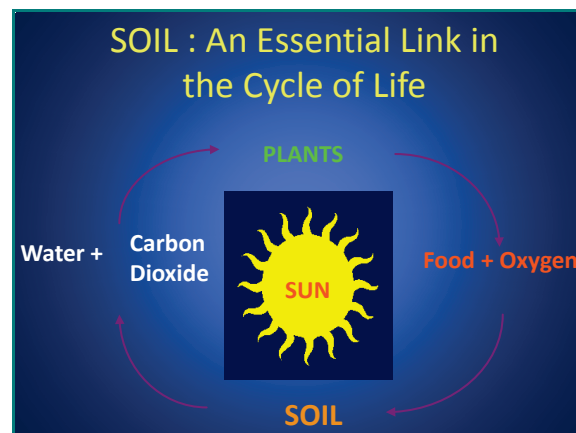 SOIL : An Essential Link in
the Cycle of Life
PLANTS
Water +
Carbon
Dioxide
SUN
Food + Oxygen
SOIL